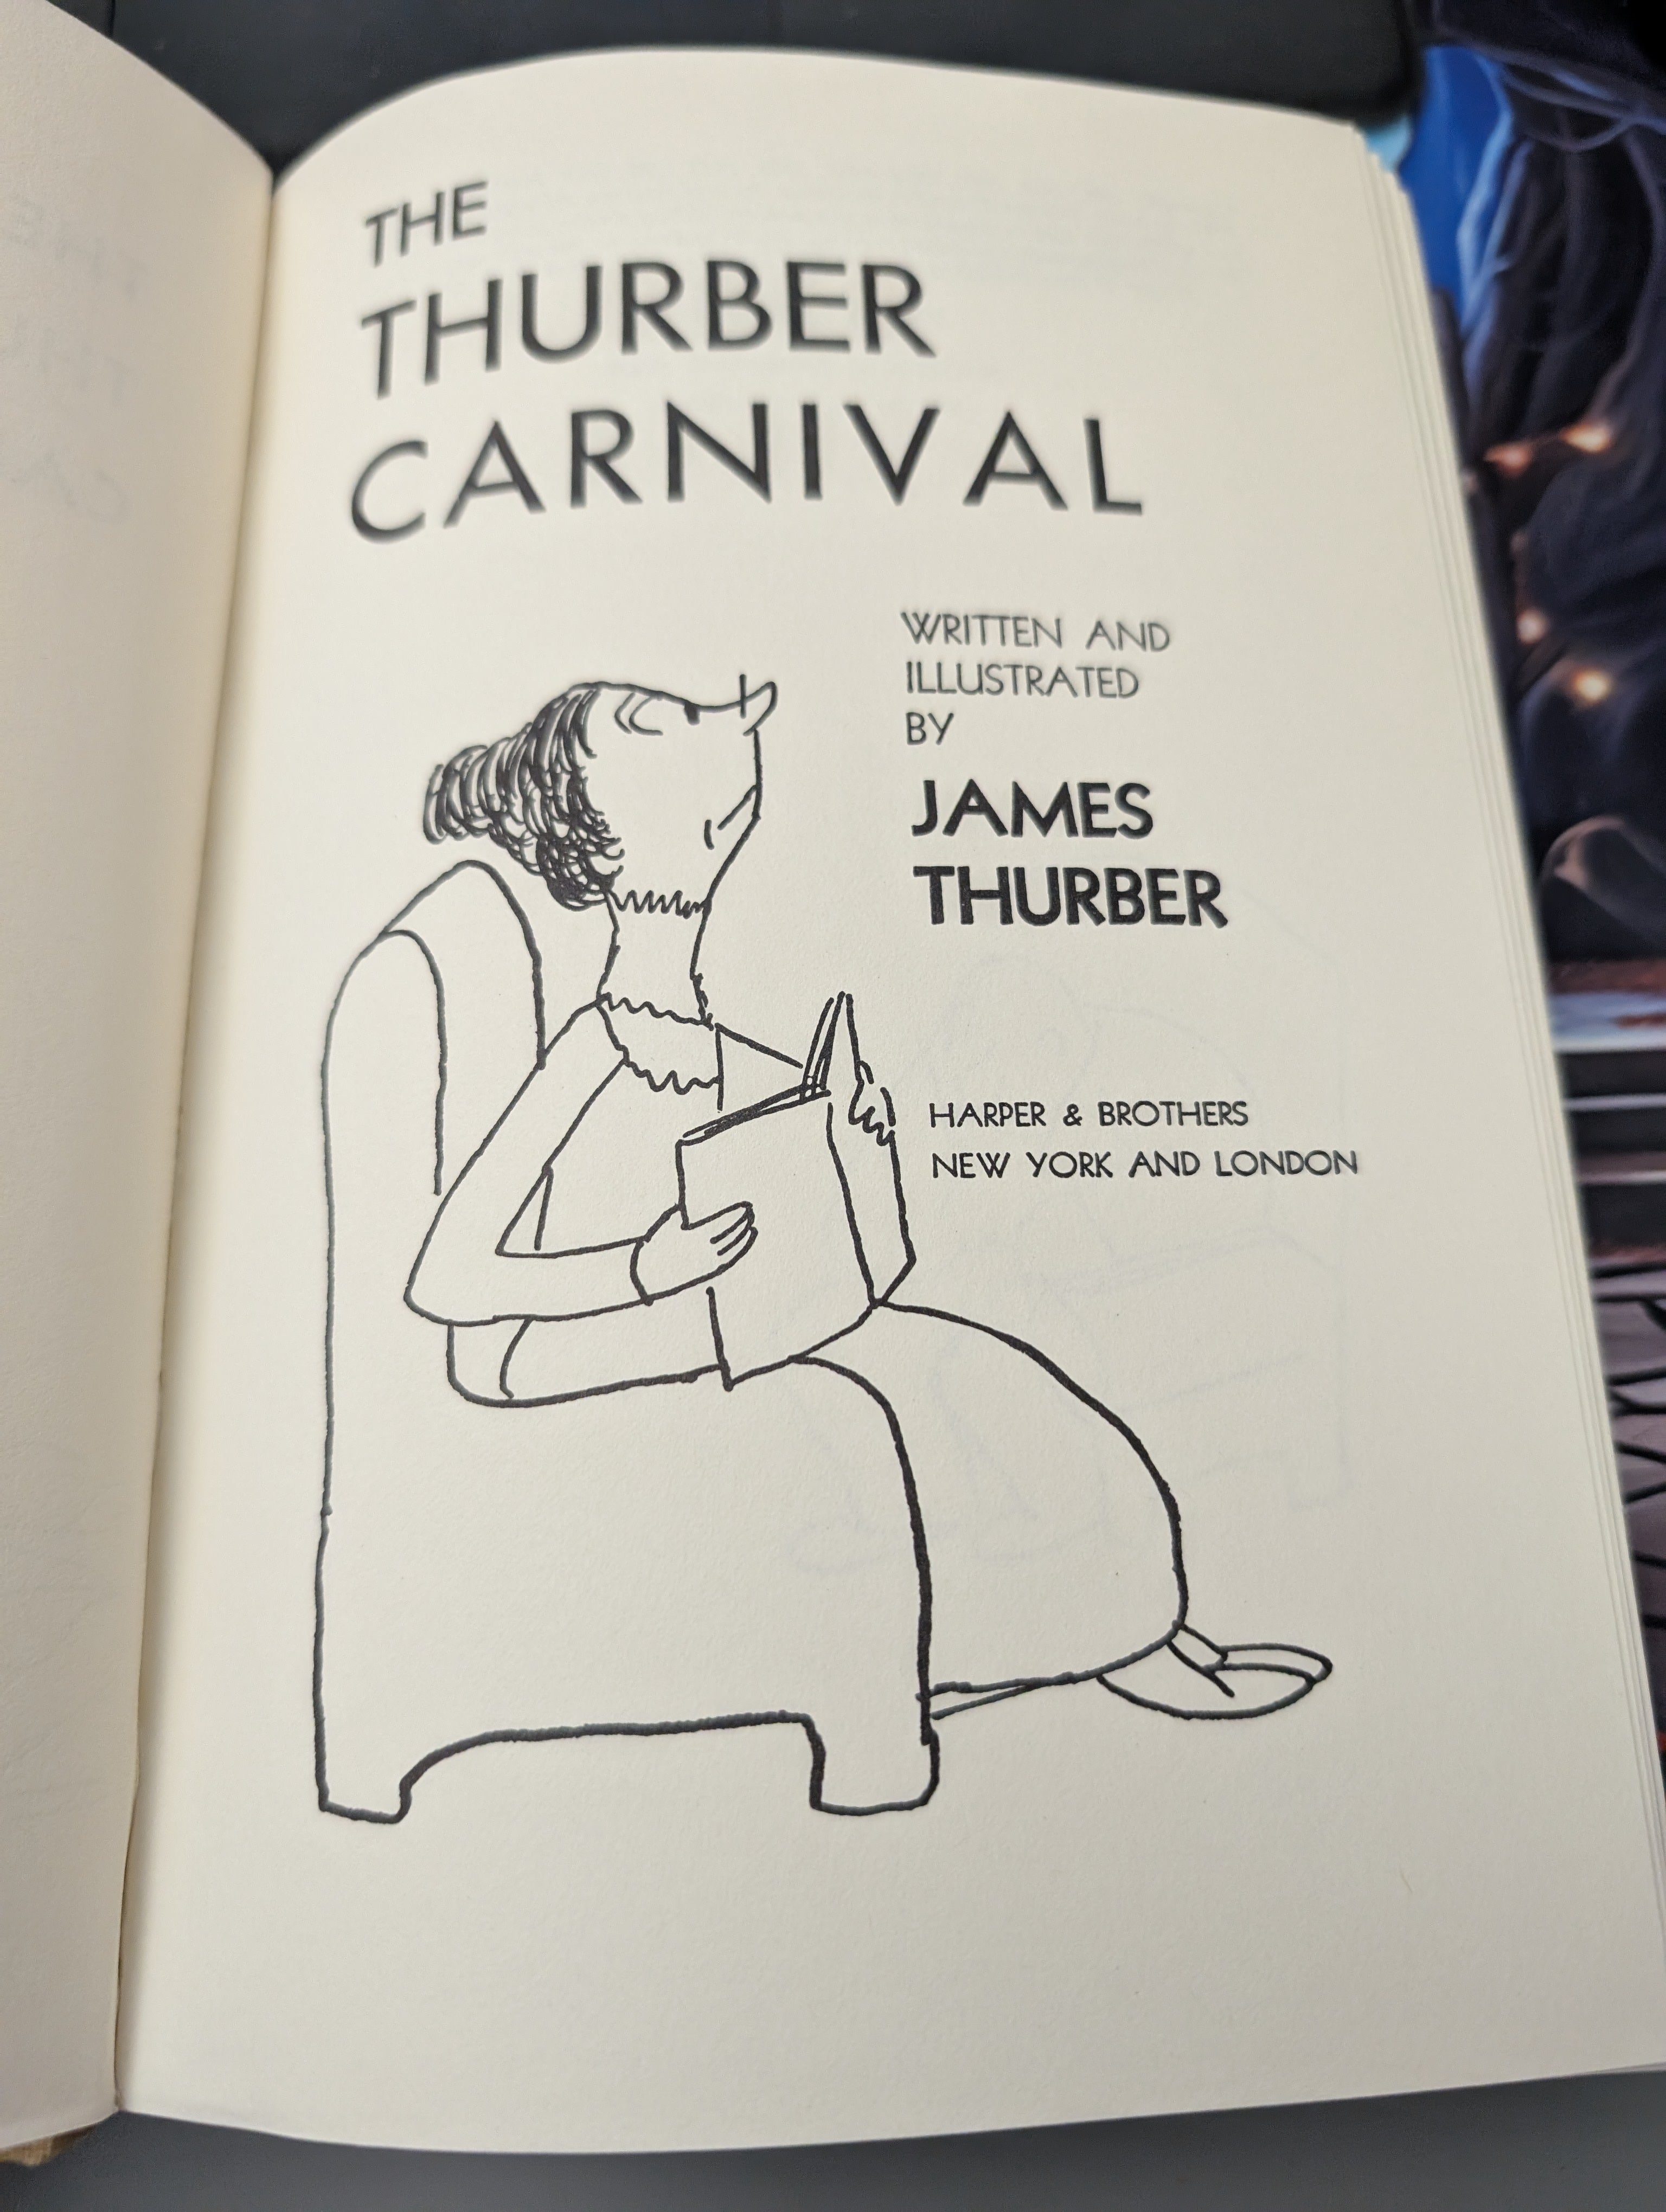 THE
THURBER
CARNIVAL
WRITTEN AND
ILLUSTRATED
BY
JAMES
THURBER
HARPER & BROTHERS
NEW YORK AND LONDON